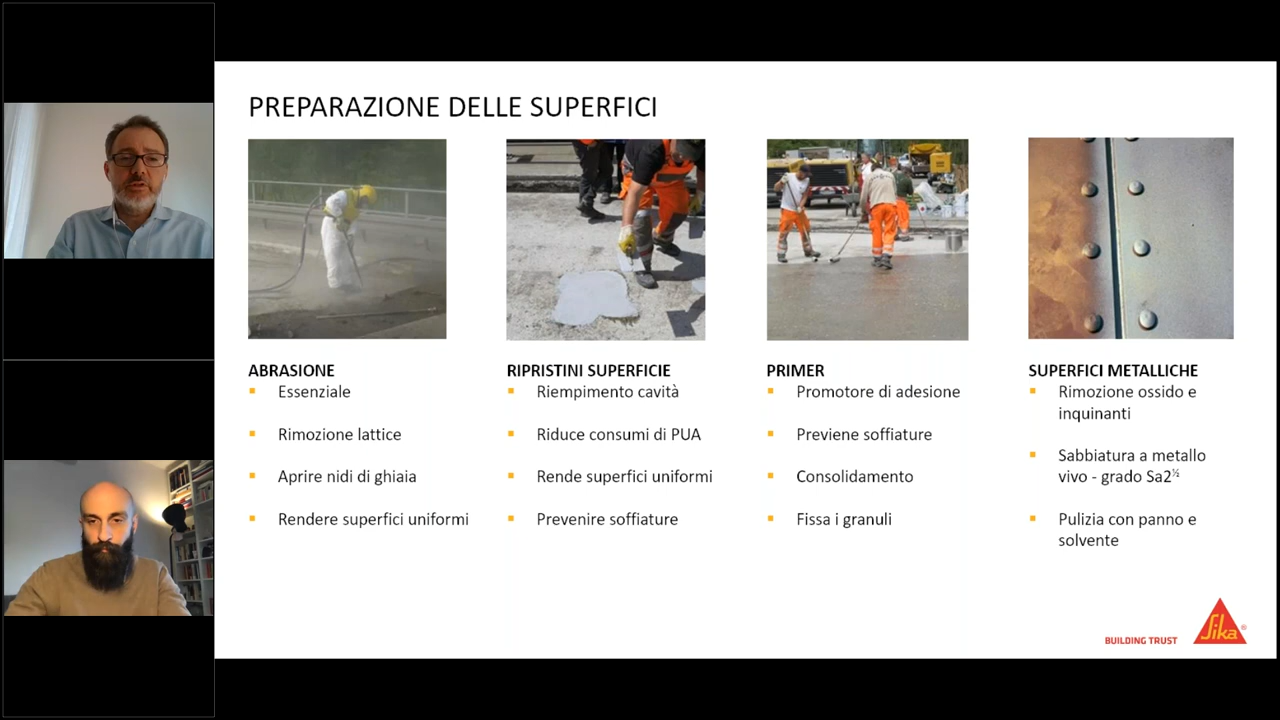 PREPARAZIONE DELLE SUPERFICI
ABRASIONE
Essenziale
Rimozione lattice
Aprire nidi di ghiaia
Rendere superfici uniformi
RIPRISTINI SUPERFICIE
Riempimento cavità
Riduce consumi di PUA
Rende superfici uniformi
Prevenire soffiature
PRIMER
Promotore di adesione
Previene soffiature
Consolidamento
Fissa i granuli
SUPERFICI METALLICHE
Rimozione ossido e
inquinanti
Sabbiatura a metallo
vivo - grado Sa2½
Pulizia con panno e
solvente
BUILDING TRUST
Sika®